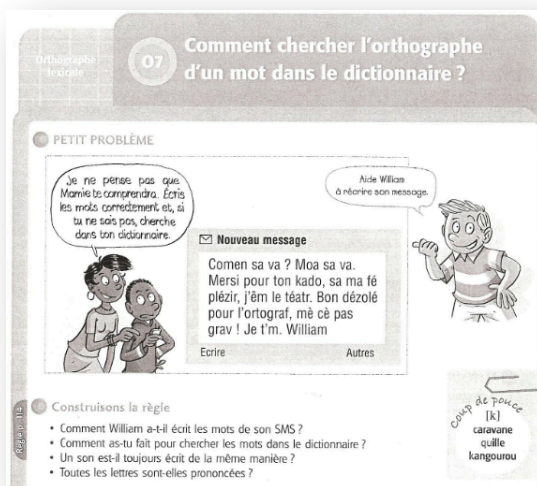 Orthographe
lexicale
07
Comment chercher l'orthographe
d'un mot dans le dictionnaire ?
PETIT PROBLÈME
Je ne pense pas que
Mamie te comprendra. Écris
les mots correctement et, si
tu ne sais pas, cherche
dans ton dictionnaire.
Aide William
à réécrire son message.
Nouveau message
Comen sa va ? Moa sa va.
Mersi pour ton kado, sa ma fé
plézir, j'êm le téatr. Bon dézolé
pour l'ortograf, mè cè pas
grav ! Je t'm. William
Ecrire Autres
Règle p. 114
Construisons la règle
• Comment William a-t-il écrit les mots de son SMS ?
• Comment as-tu fait pour chercher les mots dans le dictionnaire ?
• Un son est-il toujours écrit de la même manière ?
• Toutes les lettres sont-elles prononcées ?
coup de pouce
[k]
caravane
quille
kangourou